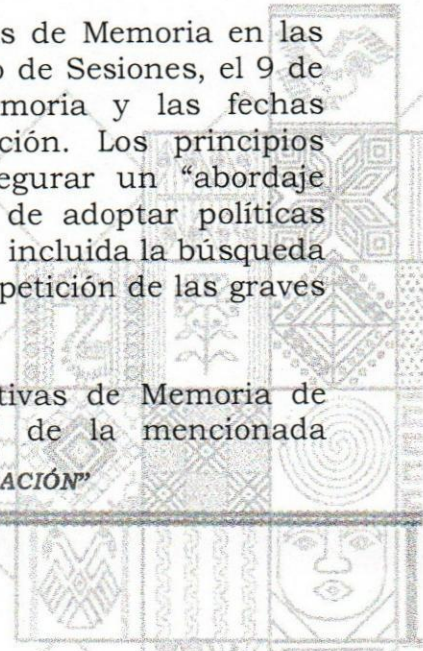 s de Memoria en las
o de Sesiones, el 9 de
moria y las fechas
ción. Los principios
egurar un “abordaje
de adoptar políticas
incluida la búsqueda
petición de las graves
tivas de Memoria de
de la mencionada
ACIÓN”